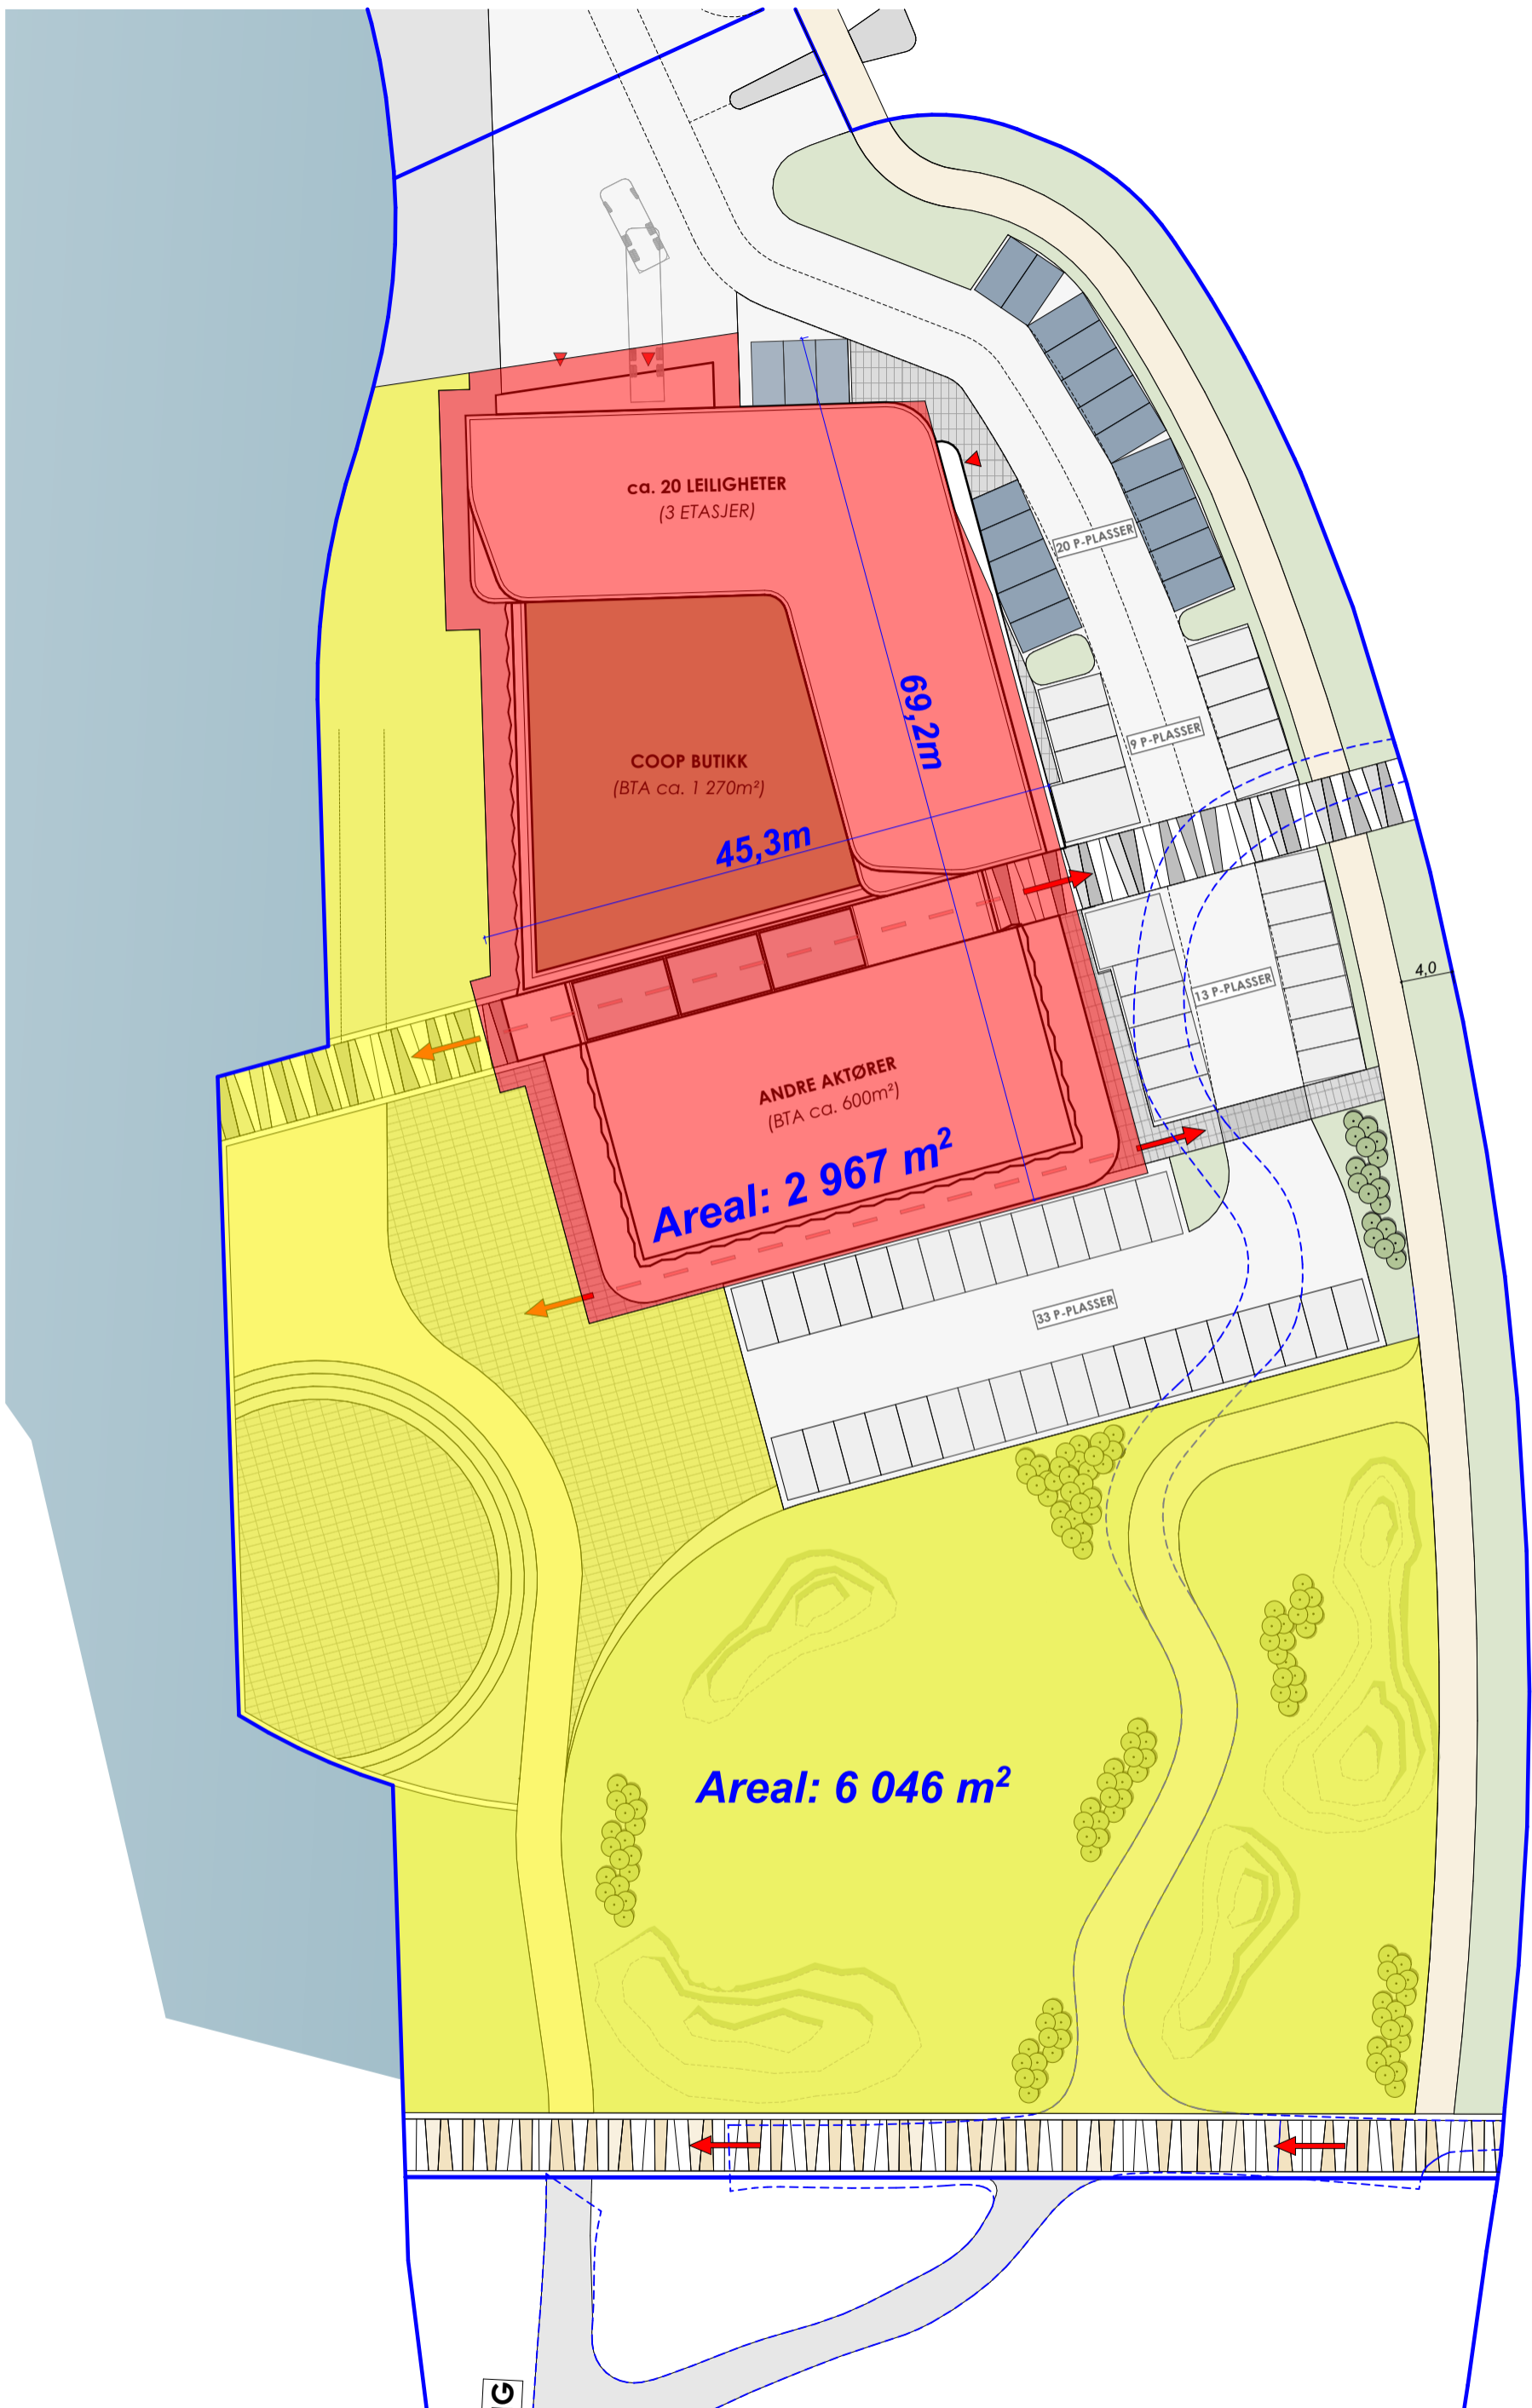 ca. 20 LEILIGHETER
(3 ETASJER)
20 P-PLASSER
69,2m
9 P-PLASSER
COOP BUTIKK
(BTA ca. 1 270m²)
45,3m
4,0
13 P-PLASSER
ANDRE AKTØRER
(BTA ca. 600m²)
Areal: 2 967 m²
33 P-PLASSER
Areal: 6 046 m²